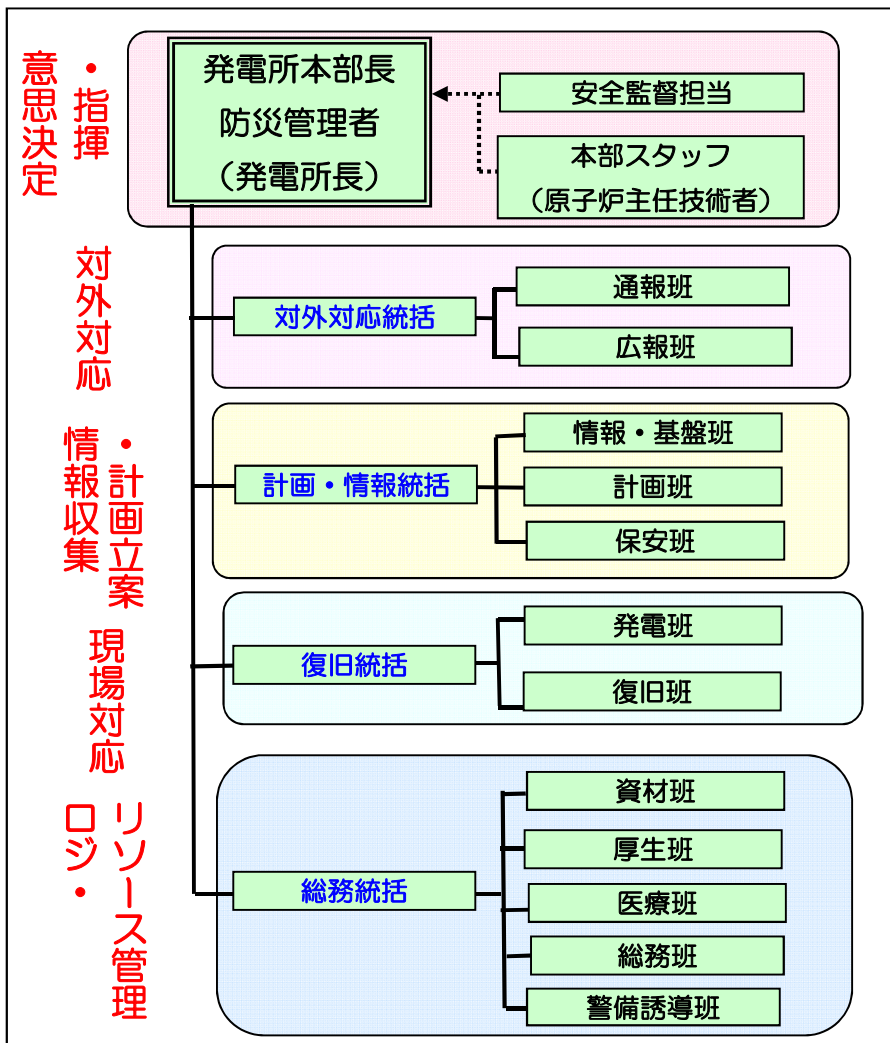 意思決定
・指揮
発電所本部長
防災管理者
（発電所長）
安全監督担当
本部スタッフ
（原子炉主任技術者）
対外対応
対外対応統括
通報班
広報班
情報収集
・計画立案
計画・情報統括
情報・基盤班
計画班
保安班
現場対応
復旧統括
発電班
復旧班
ロジ・
リソース管理
総務統括
資材班
厚生班
医療班
総務班
警備誘導班